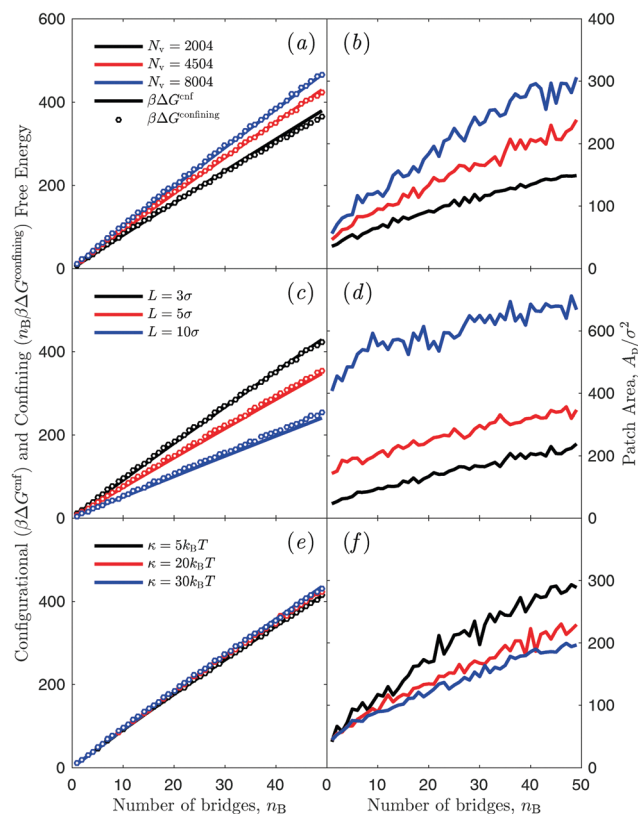 Configurational (βΔG^cnf) and Confining (n_BβΔG^confining) Free Energy
600
400
200
0
(a)
N_v = 2004
N_v = 4504
N_v = 8004
βΔG^cnf
βΔG^confining
(b)
400
300
200
100
0
400
200
0
(c)
L = 3σ
L = 5σ
L = 10σ
(d)
600
400
200
0
Patch Area, A_p/σ²
400
200
0
(e)
κ = 5k_BT
κ = 20k_BT
κ = 30k_BT
(f)
300
200
100
0
0 10 20 30 40
0 10 20 30 40 50
Number of bridges, n_B
Number of bridges, n_B